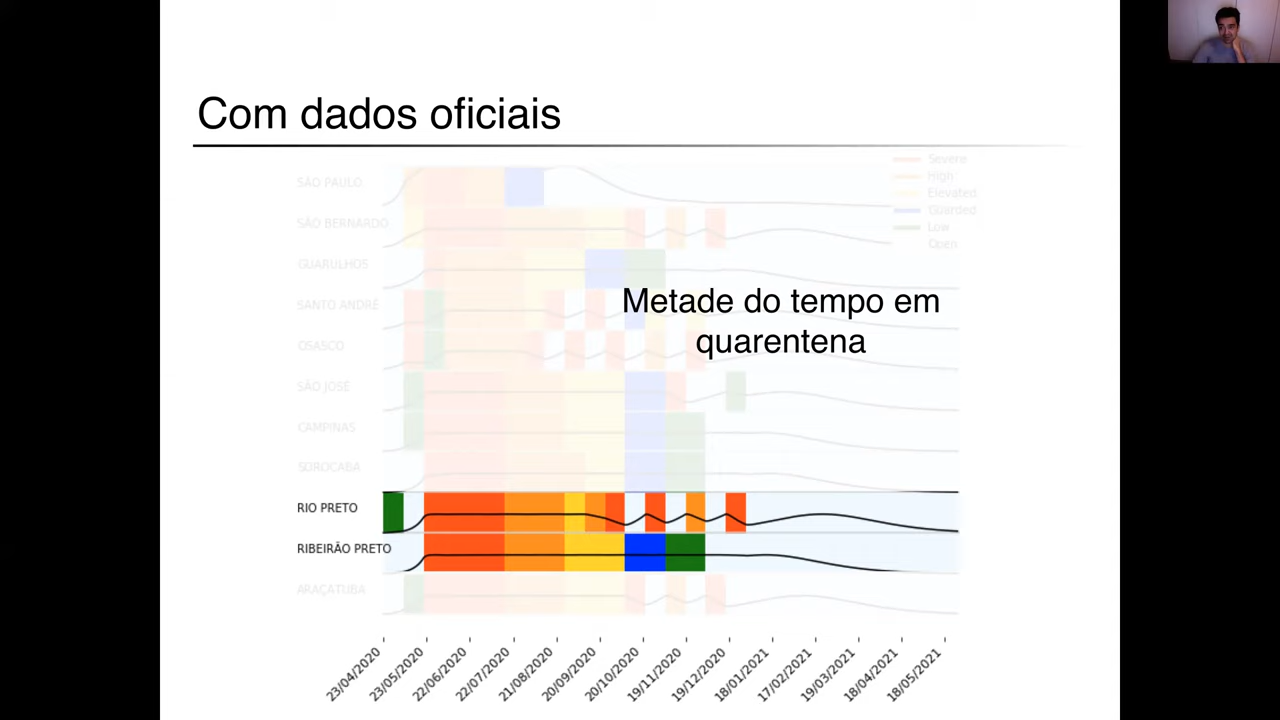 Com dados oficiais
Severe
High
Elevated
Guarded
Low
Open
SÃO PAULO
SÃO BERNARDO
GUARULHOS
SANTO ANDRÉ
OSASCO
SÃO JOSÉ
CAMPINAS
SOROCABA
RIO PRETO
RIBEIRÃO PRETO
ARAÇATUBA
Metade do tempo em
quarentena
23/04/2020
23/05/2020
22/06/2020
22/07/2020
21/08/2020
20/09/2020
20/10/2020
19/11/2020
19/12/2020
18/01/2021
17/02/2021
19/03/2021
18/04/2021
18/05/2021